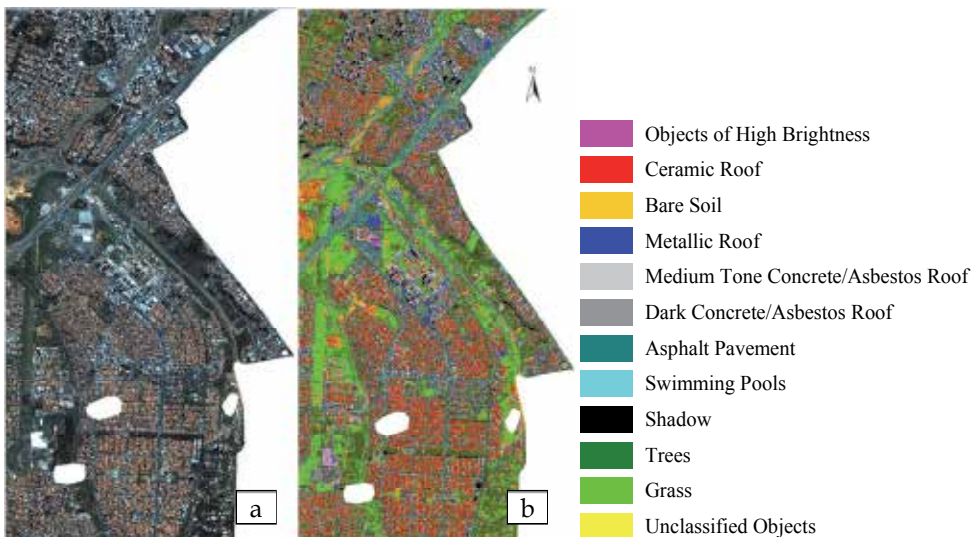 N
Objects of High Brightness
Ceramic Roof
Bare Soil
Metallic Roof
Medium Tone Concrete/Asbestos Roof
Dark Concrete/Asbestos Roof
Asphalt Pavement
Swimming Pools
Shadow
Trees
Grass
Unclassified Objects
a
b